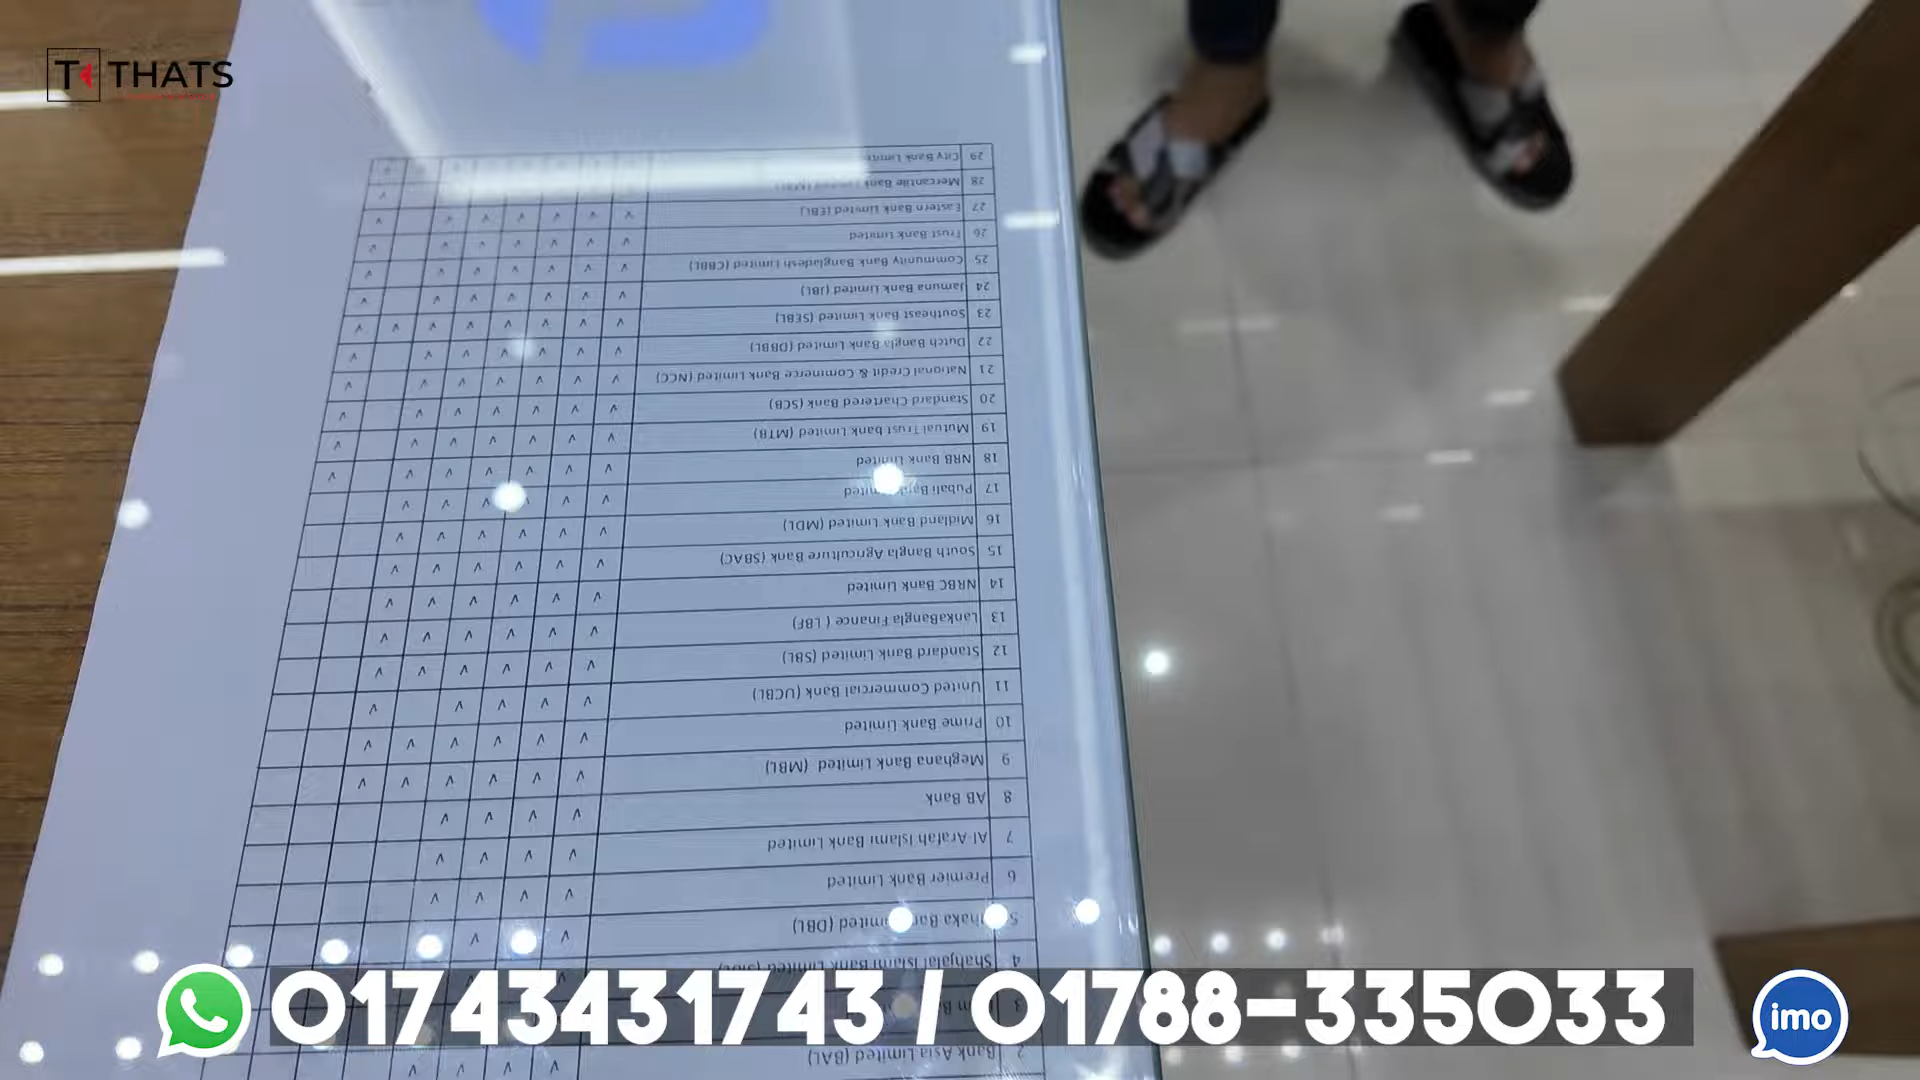 TK THATS
2 Bank Asia Limited (BAL)
3
4 Shahjalal Islami Bank Limited
5 Dhaka Bank Limited (DBL)
6 Premier Bank Limited
7 Al-Arafah Islami Bank Limited
8 AB Bank
9 Meghana Bank Limited (MBL)
10 Prime Bank Limited
11 United Commercial Bank (UCBL)
12 Standard Bank Limited (SBL)
13 LankaBangla Finance ( LBF)
14 NRBC Bank Limited
15 South Bangla Agriculture Bank (SBAC)
16 Midland Bank Limited (MDL)
17 Pubali Bank Limited
18 NRB Bank Limited
19 Mutual Trust bank Limited (MTB)
20 Standard Chartered Bank (SCB)
21 National Credit & Commerce Bank Limited (NCC)
22 Dutch Bangla Bank Limited (DBBL)
23 Southeast Bank Limited (SEBL)
24 Jamuna Bank Limited (JBL)
25 Community Bank Bangladesh Limited (CBBL)
26 Trust Bank Limited
27 Eastern Bank Limited (EBL)
28 Mercantile Bank Limited (MBL)
29 City Bank Limited
01743431743 / 01788-335033
imo